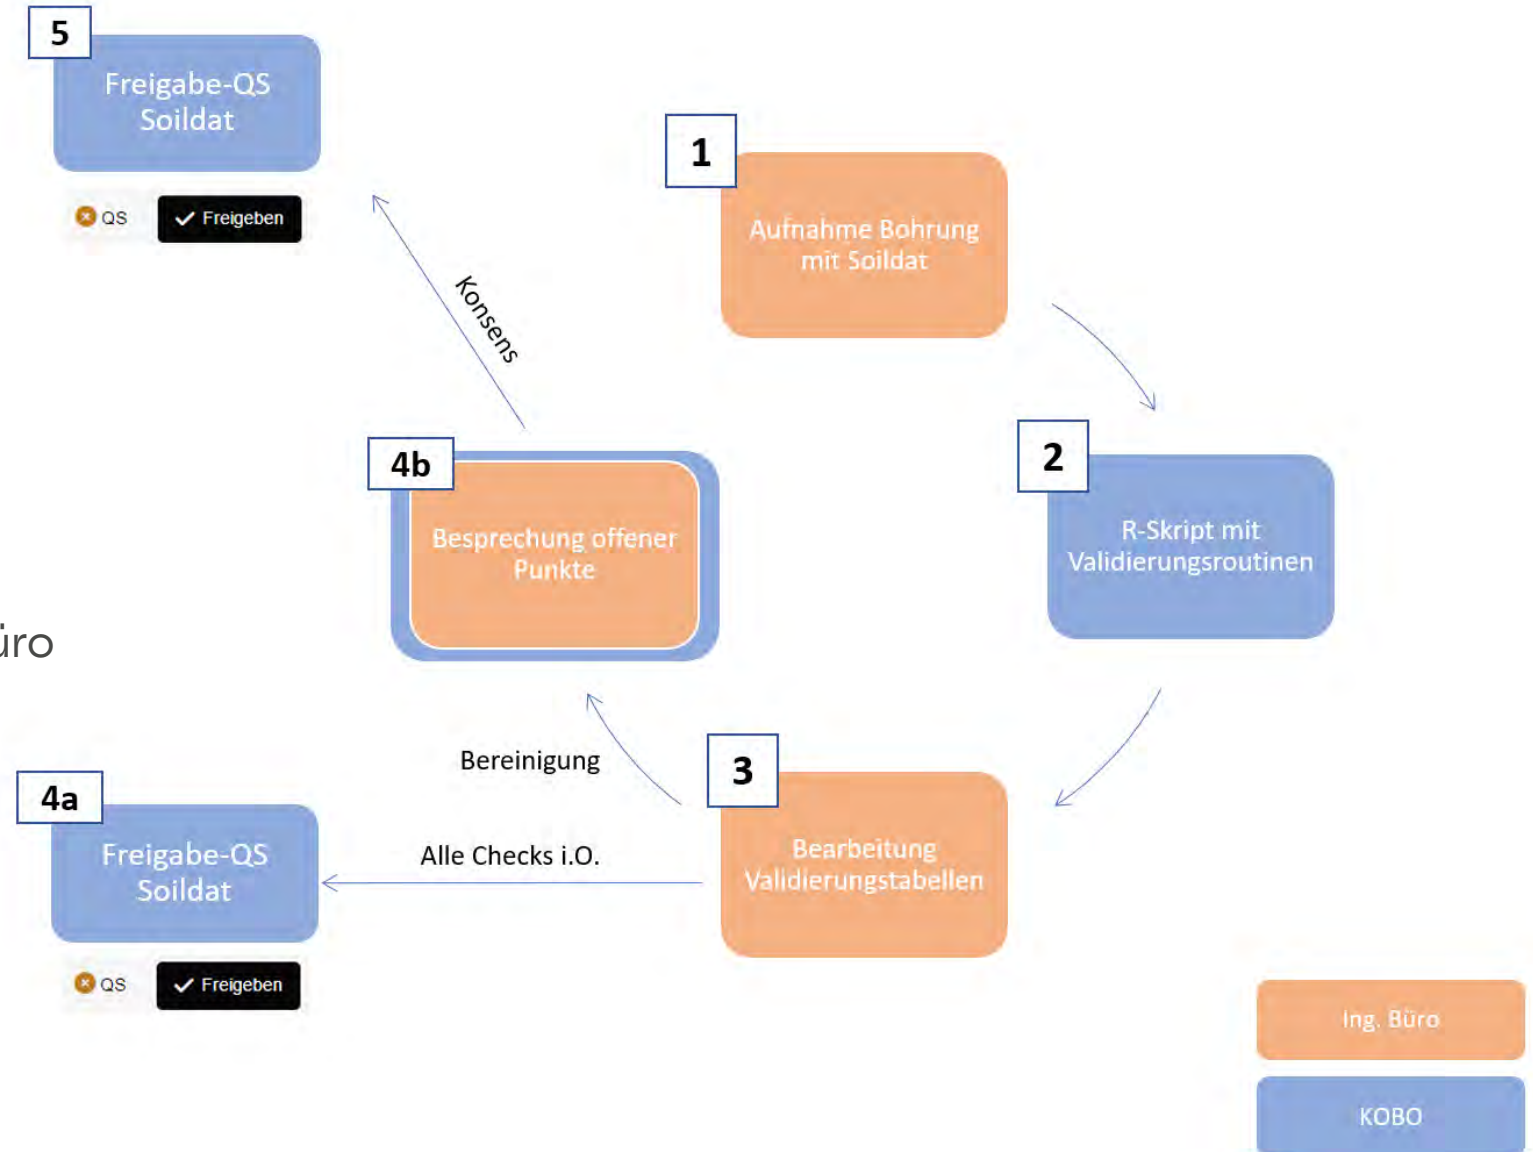 5
Freigabe-QS
Soildat
QS
Freigeben
1
Aufnahme Bohrung
mit Soildat
Konsens
2
R-Skript mit
Validierungsroutinen
4b
Besprechung offener
Punkte
üro
Bereinigung
3
Bearbeitung
Validierungstabellen
Alle Checks i.O.
4a
Freigabe-QS
Soildat
QS
Freigeben
Ing. Büro
KOBO